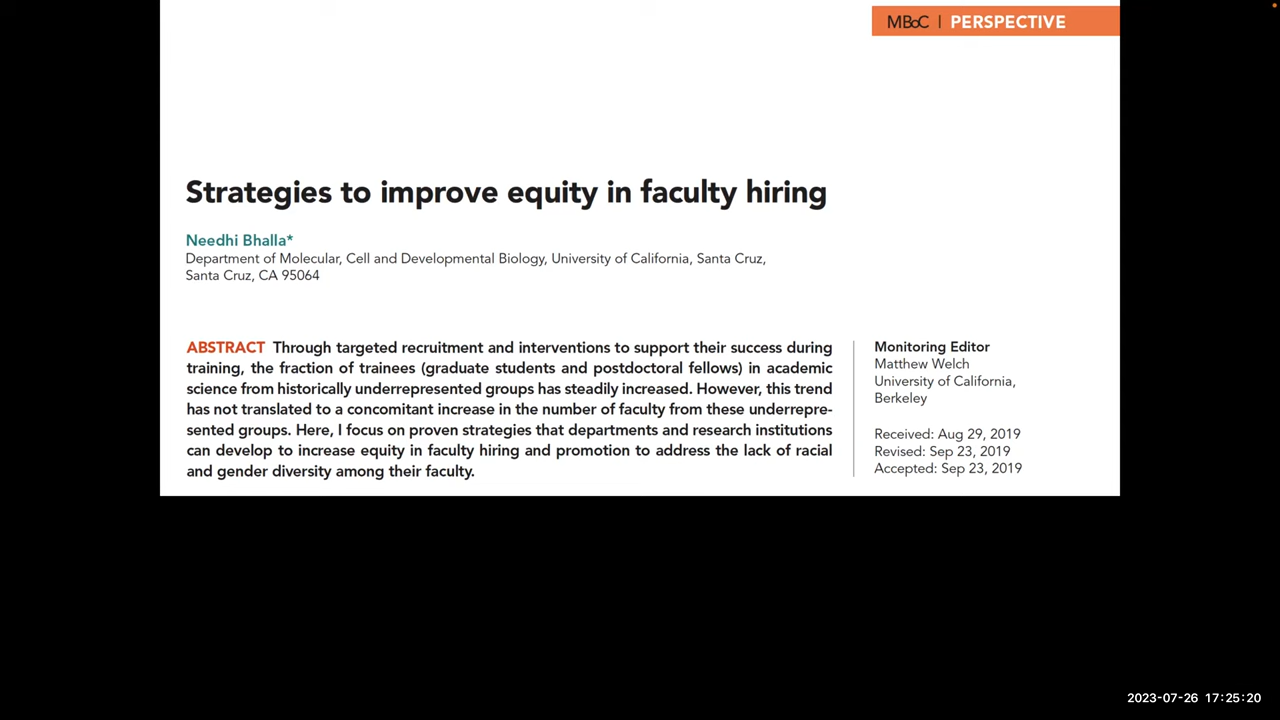 MBoC | PERSPECTIVE
Strategies to improve equity in faculty hiring
Needhi Bhalla*
Department of Molecular, Cell and Developmental Biology, University of California, Santa Cruz,
Santa Cruz, CA 95064
ABSTRACT Through targeted recruitment and interventions to support their success during
training, the fraction of trainees (graduate students and postdoctoral fellows) in academic
science from historically underrepresented groups has steadily increased. However, this trend
has not translated to a concomitant increase in the number of faculty from these underrepre-
sented groups. Here, I focus on proven strategies that departments and research institutions
can develop to increase equity in faculty hiring and promotion to address the lack of racial
and gender diversity among their faculty.
Monitoring Editor
Matthew Welch
University of California,
Berkeley
Received: Aug 29, 2019
Revised: Sep 23, 2019
Accepted: Sep 23, 2019
2023-07-26 17:25:20